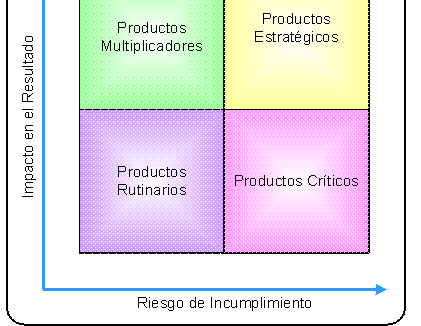 Impacto en el Resultado
Productos
Multiplicadores
Productos
Estratégicos
Productos
Rutinarios
Productos Críticos
Riesgo de Incumplimiento